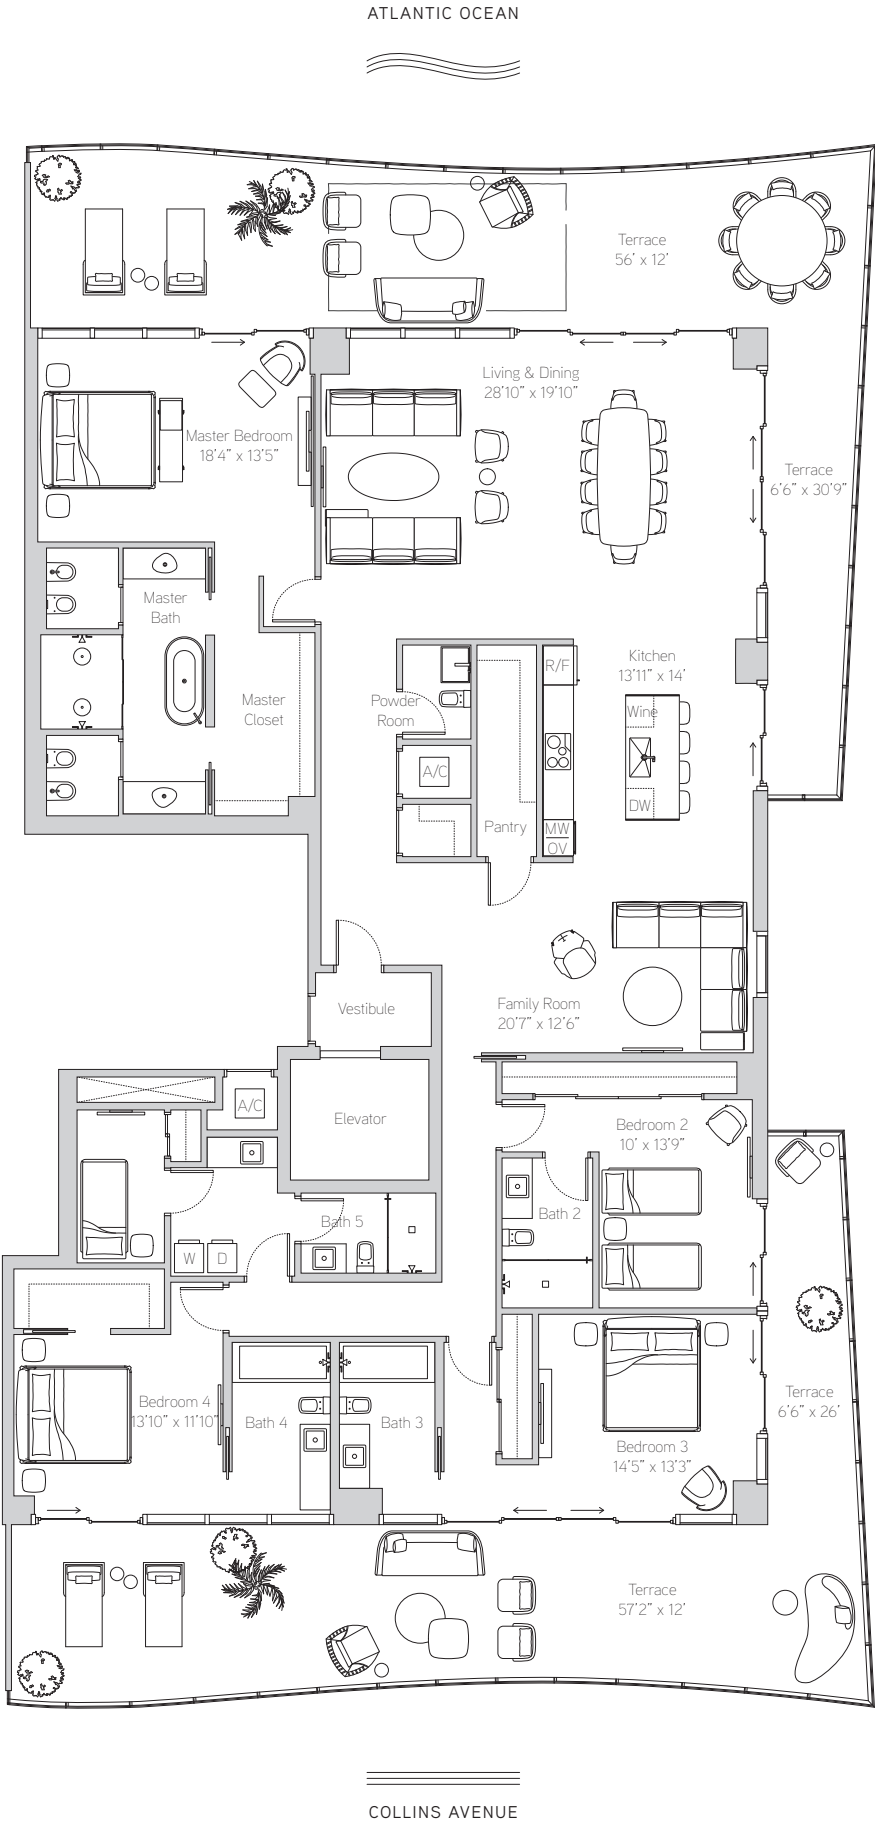 ATLANTIC OCEAN
Terrace
56' x 12'
Living & Dining
28'10" x 19'10"
Master Bedroom
18'4" x 13'5"
Terrace
6'6" x 30'9"
Master
Bath
Kitchen
13'11" x 14'
R/F
Powder
Room
Master
Closet
Wine
A/C
DW
Pantry
MW
OV
Vestibule
Family Room
20'7" x 12'6"
A/C
Elevator
Bedroom 2
10' x 13'9"
Bath 5
Bath 2
W
D
Bedroom 4
13'10" x 11'10"
Bath 4
Bath 3
Terrace
6'6" x 26'
Bedroom 3
14'5" x 13'3"
Terrace
57'2" x 12'
COLLINS AVENUE